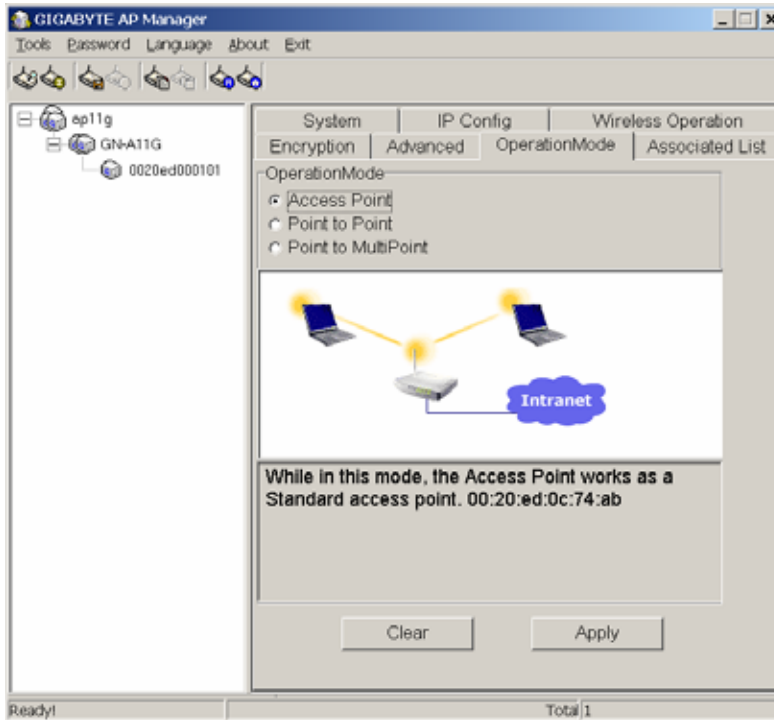 GIGABYTE AP Manager
Tools Password Language About Exit
ap11g
GN-A11G
0020ed000101
System IP Config Wireless Operation
Encryption Advanced OperationMode Associated List
OperationMode
Access Point
Point to Point
Point to MultiPoint
Intranet
While in this mode, the Access Point works as a
Standard access point. 00:20:ed:0c:74:ab
Clear Apply
Ready! Total 1